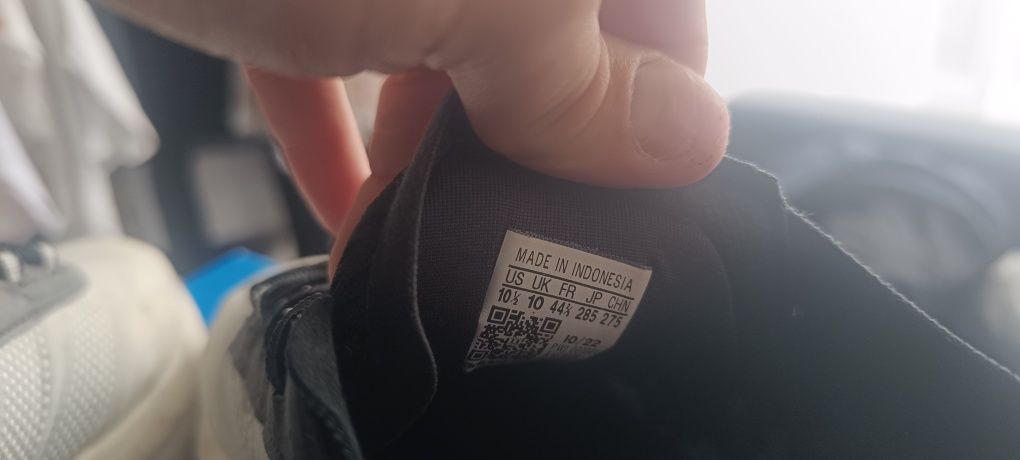 MADE IN INDONESIA
US UK FR JP CHN
10½ 10 44⅔ 285 275
10/22